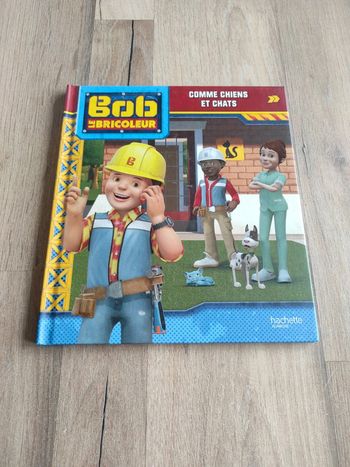 Bob
LE BRICOLEUR
COMME CHIENS
ET CHATS
hachette